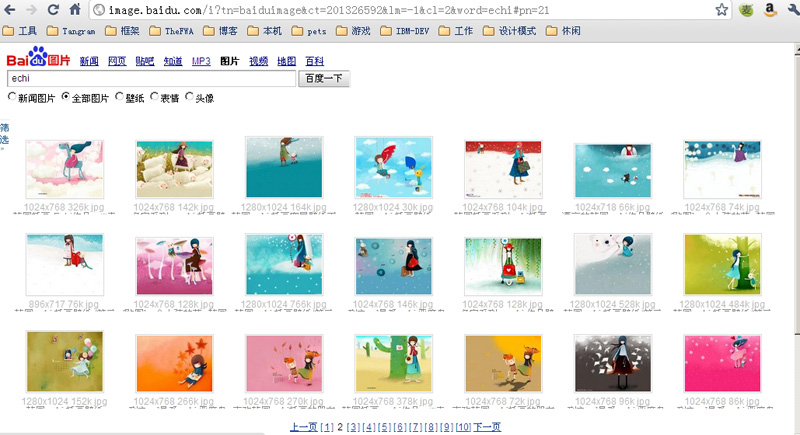 image.baidu.com/i?tn=baiduimage&ct=201326592&lm=-1&cl=2&word=echi#pn=21
工具 Tangram 框架 TheFWA 博客 本机 pets 游戏 IBM-DEV 工作 设计模式 休闲
Bai du 图片 新闻 网页 贴吧 知道 MP3 图片 视频 地图 百科
echi 百度一下
新闻图片 全部图片 壁纸 表情 头像
筛选
1024x768 326k jpg 1024x768 142k jpg 1280x1024 164k jpg 1280x1024 30k jpg 1024x768 104k jpg 1024x718 66k jpg 1024x768 74k jpg
896x717 76k jpg 1024x768 128k jpg 1280x1024 766k jpg 1024x768 146k jpg 1024x768 128k jpg 1280x1024 528k jpg 1280x1024 484k jpg
1280x1024 152k jpg 1024x768 266k jpg 1024x768 270k jpg 1024x768 378k jpg 1024x768 72k jpg 1024x768 96k jpg 1024x768 86k jpg
上一页 [1] 2 [3] [4] [5] [6] [7] [8] [9] [10] 下一页